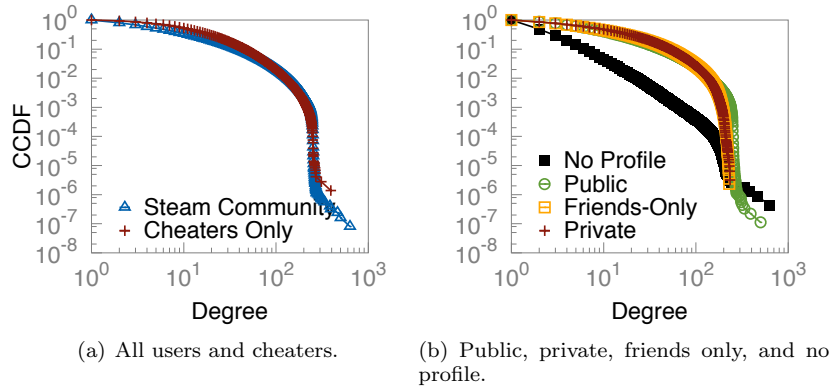 10^0
10^-1
10^-2
10^-3
10^-4
10^-5
10^-6
10^-7
10^-8
CCDF
Steam Community
Cheaters Only
10^0 10^1 10^2 10^3
Degree
(a) All users and cheaters.
10^0
10^-1
10^-2
10^-3
10^-4
10^-5
10^-6
10^-7
10^-8
No Profile
Public
Friends-Only
Private
10^0 10^1 10^2 10^3
Degree
(b) Public, private, friends only, and no
profile.